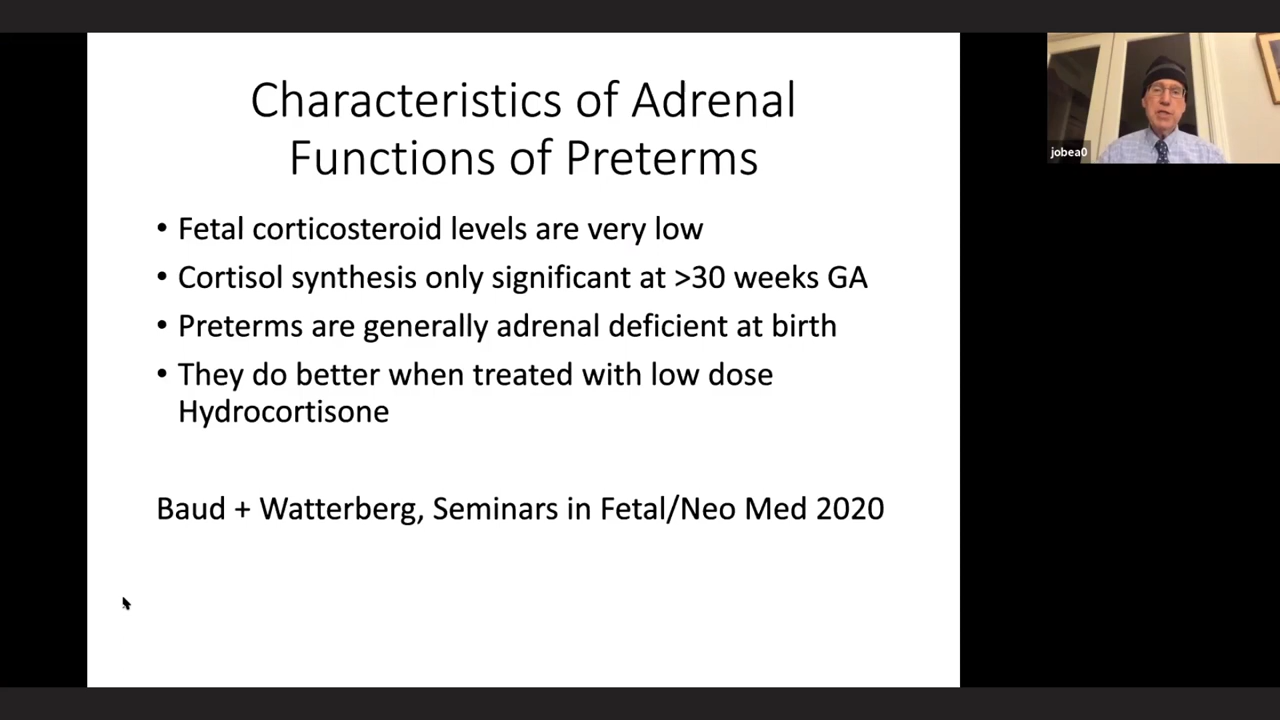 Characteristics of Adrenal
Functions of Preterms
• Fetal corticosteroid levels are very low
• Cortisol synthesis only significant at >30 weeks GA
• Preterms are generally adrenal deficient at birth
• They do better when treated with low dose
Hydrocortisone
Baud + Watterberg, Seminars in Fetal/Neo Med 2020
jobea0